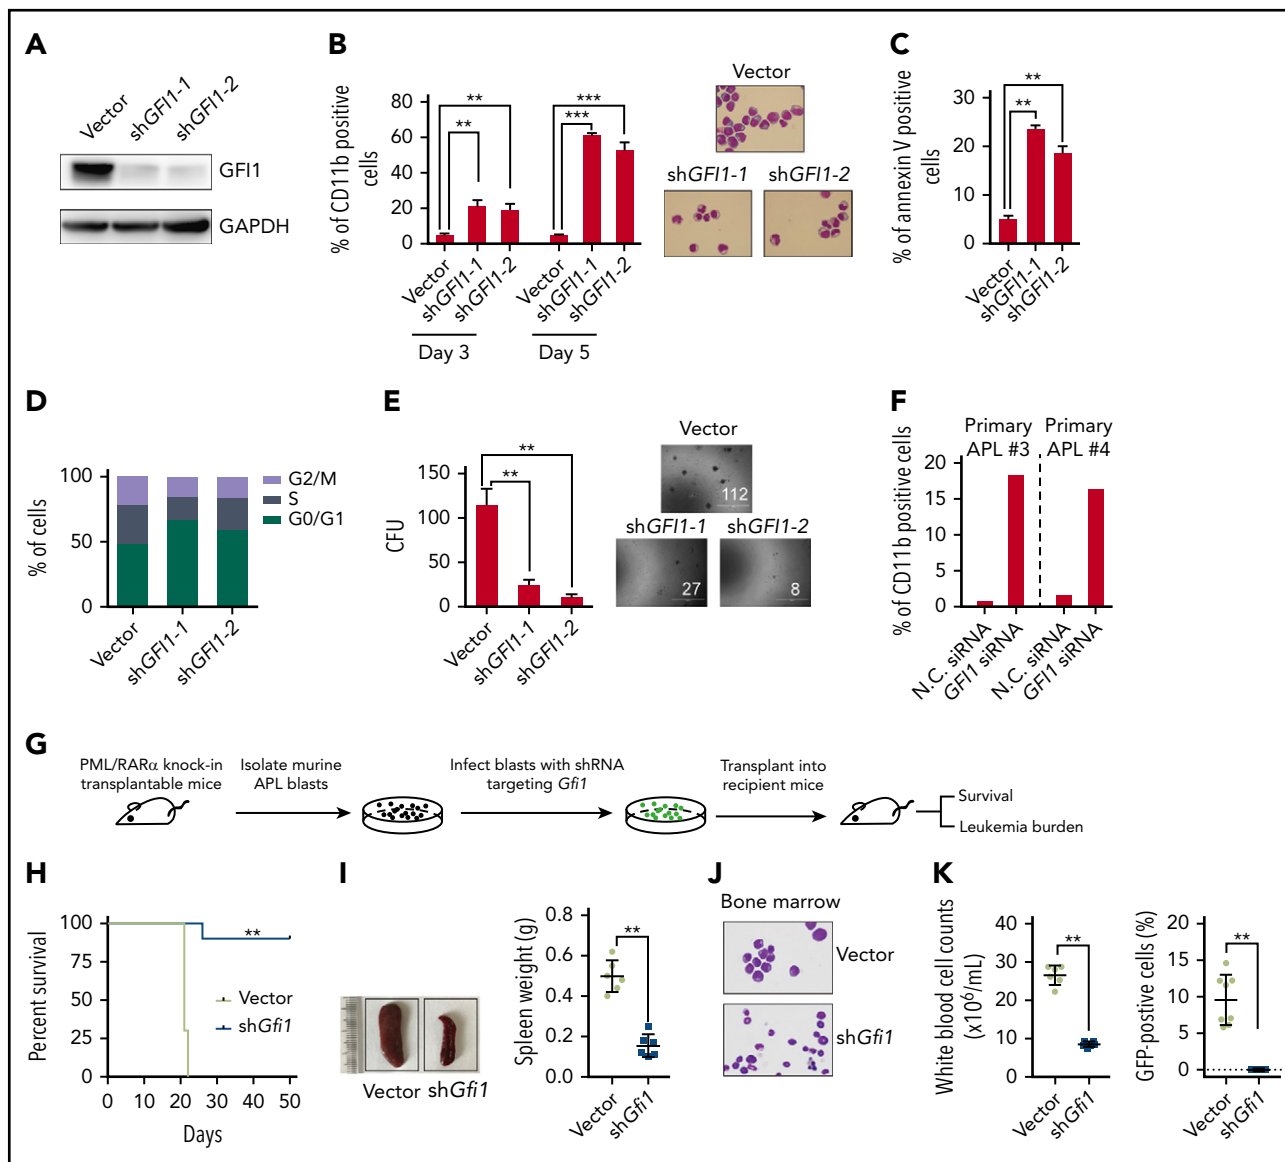 A
Vector
shGFI1-1
shGFI1-2
GFI1
GAPDH
B
% of CD11b positive
cells
80
60
40
20
0
**
**
***
***
Vector
shGFI1-1
shGFI1-2
Vector
shGFI1-1
shGFI1-2
Day 3
Day 5
Vector
shGFI1-1
shGFI1-2
C
% of annexin V positive
cells
30
20
10
0
**
**
Vector
shGFI1-1
shGFI1-2
D
% of cells
100
50
0
G2/M
S
G0/G1
Vector
shGFI1-1
shGFI1-2
E
CFU
150
100
50
0
**
**
Vector
shGFI1-1
shGFI1-2
Vector
112
shGFI1-1
shGFI1-2
27
8
F
% of CD11b positive cells
Primary
APL #3
Primary
APL #4
20
15
10
5
0
N.C. siRNA
GFI1 siRNA
N.C. siRNA
GFI1 siRNA
G
PML/RARα knock-in
transplantable mice
Isolate murine
APL blasts
Infect blasts with shRNA
targeting Gfi1
Transplant into
recipient mice
Survival
Leukemia burden
H
Percent survival
100
75
50
25
0
**
Vector
shGfi1
0 10 20 30 40 50
Days
I
Vector shGfi1
Spleen weight (g)
0.8
0.6
0.4
0.2
0.0
**
Vector
shGfi1
J
Bone marrow
Vector
shGfi1
K
White blood cell counts
(x10⁶/mL)
40
30
20
10
0
**
Vector
shGfi1
GFP-postive cells (%)
20
15
10
5
0
**
Vector
shGfi1